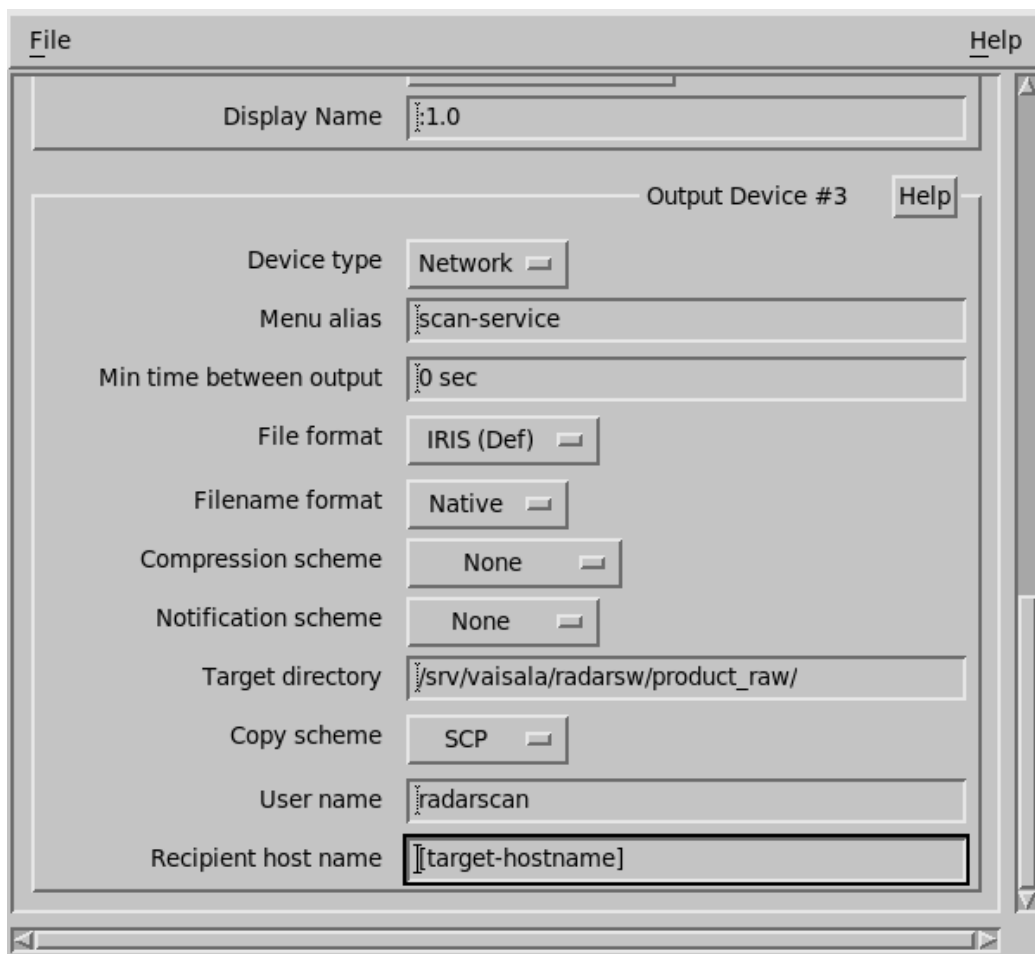 File Help
Display Name :1.0
Output Device #3 Help
Device type Network
Menu alias scan-service
Min time between output 0 sec
File format IRIS (Def)
Filename format Native
Compression scheme None
Notification scheme None
Target directory /srv/vaisala/radarsw/product_raw/
Copy scheme SCP
User name radarscan
Recipient host name [target-hostname]